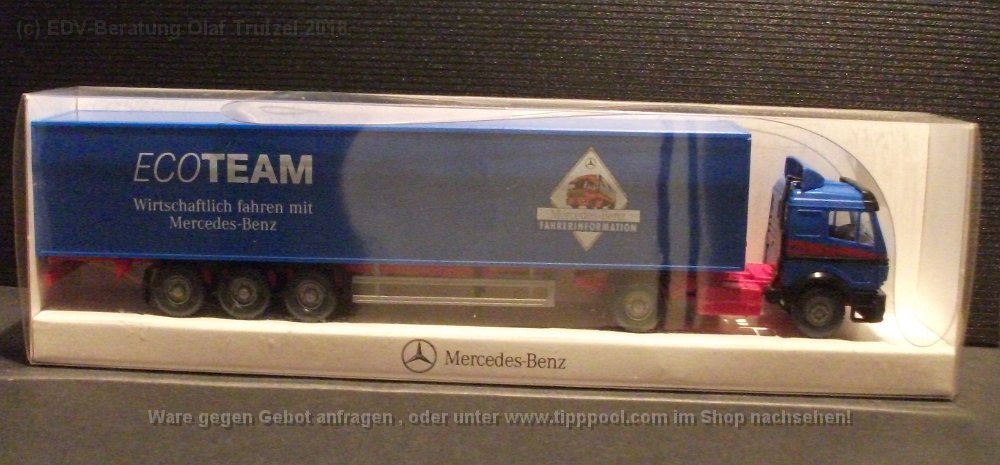 (c) EDV-Beratung Olaf Trutzel 2018
ECOTEAM
Wirtschaftlich fahren mit
Mercedes-Benz
Mercedes-Benz
FAHRERINFORMATION
Mercedes-Benz
Ware gegen Gebot anfragen , oder unter www.tipppool.com im Shop nachsehen!